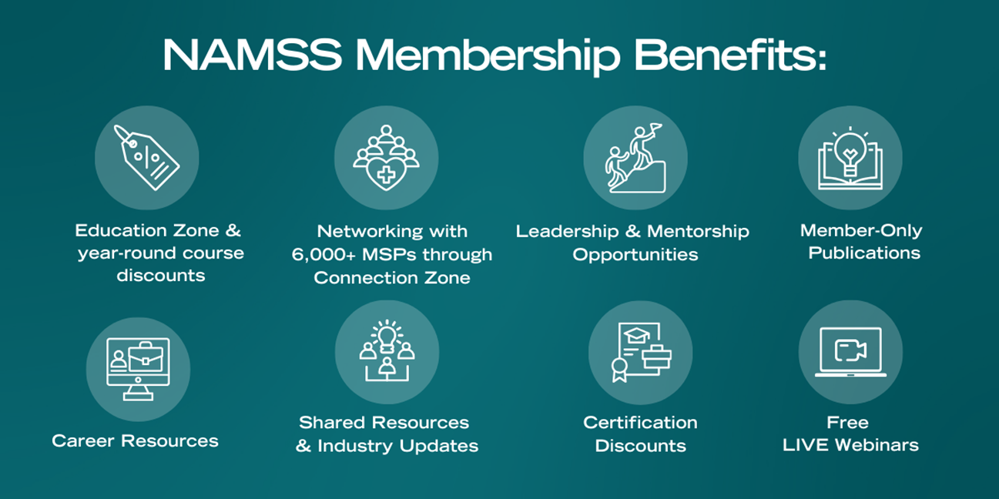 NAMSS Membership Benefits:
Education Zone &
year-round course
discounts
Networking with
6,000+ MSPs through
Connection Zone
Leadership & Mentorship
Opportunities
Member-Only
Publications
Career Resources
Shared Resources
& Industry Updates
Certification
Discounts
Free
LIVE Webinars